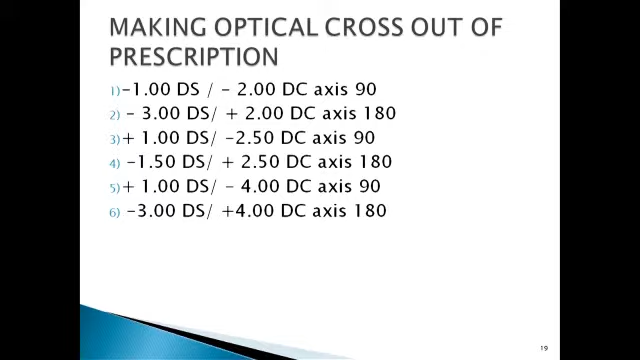 MAKING OPTICAL CROSS OUT OF
PRESCRIPTION
1) –1.00 DS / – 2.00 DC axis 90
2) – 3.00 DS/ + 2.00 DC axis 180
3) + 1.00 DS/ –2.50 DC axis 90
4) –1.50 DS/ + 2.50 DC axis 180
5) + 1.00 DS/ – 4.00 DC axis 90
6) –3.00 DS/ +4.00 DC axis 180
19